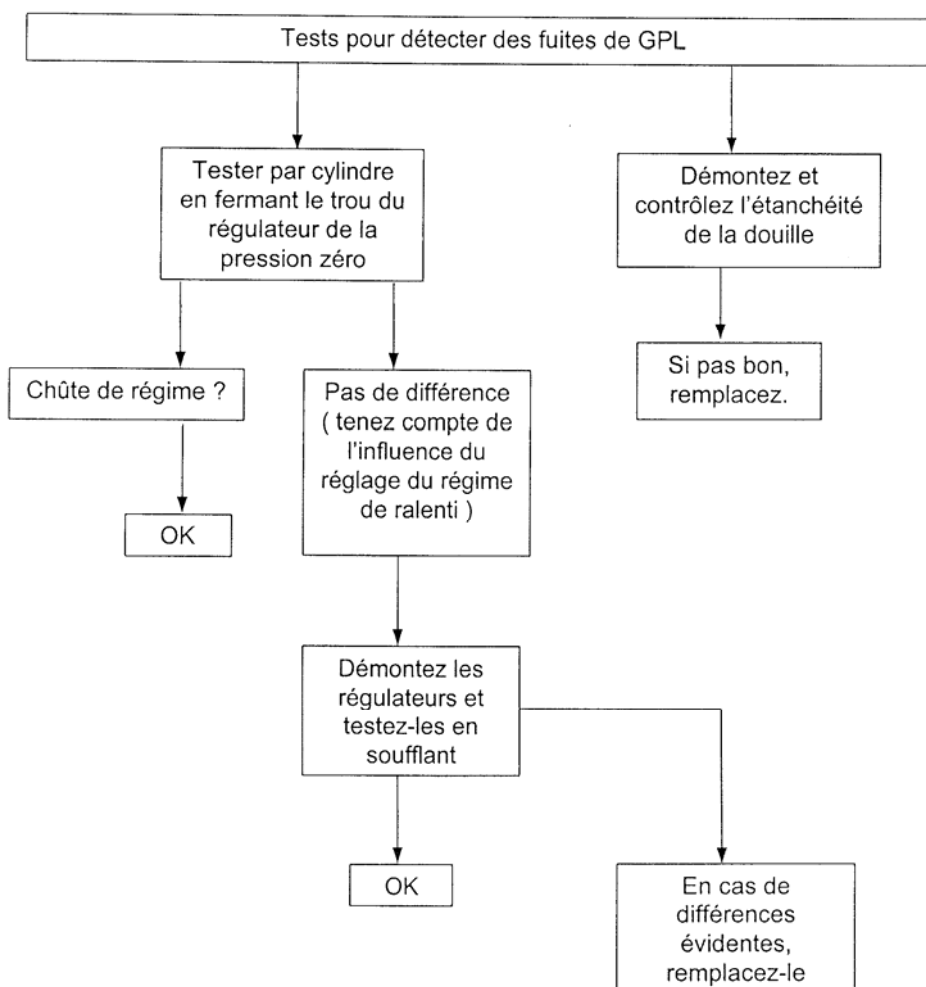 Tests pour détecter des fuites de GPL
Tester par cylindre
en fermant le trou du
régulateur de la
pression zéro
Démontez et
contrôlez l'étanchéité
de la douille
Chûte de régime ?
Pas de différence
( tenez compte de
l'influence du
réglage du régime
de ralenti )
Si pas bon,
remplacez.
OK
Démontez les
régulateurs et
testez-les en
soufflant
OK
En cas de
différences
évidentes,
remplacez-le